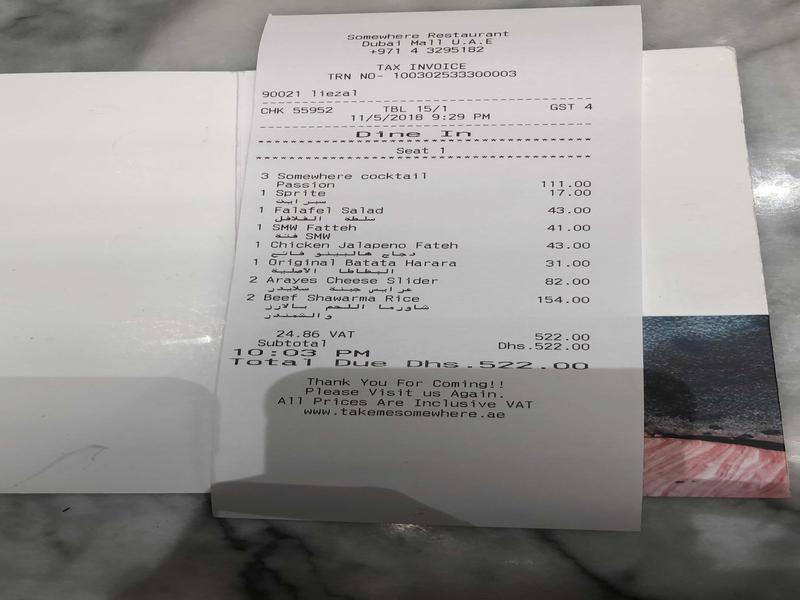 Somewhere Restaurant
Dubai Mall U.A.E
+971 4 3295182
TAX INVOICE
TRN NO- 100302533300003
90021 liezal
CHK 55952 TBL 15/1 GST 4
11/5/2018 9:29 PM
Dine In
Seat 1
3 Somewhere cocktail
Passion 111.00
1 Sprite 17.00
سبرايت
1 Falafel Salad 43.00
سلطة الفلافل
1 SMW Fatteh 41.00
فتة SMW
1 Chicken Jalapeno Fateh 43.00
دجاج هالبينو فاتح
1 Original Batata Harara 31.00
البطاطا الأصلية
2 Arayes Cheese Slider 82.00
عرايس جبنة سلايدر
2 Beef Shawarma Rice 154.00
شاورما اللحم بالارز
والشمندر
24.86 VAT 522.00
Subtotal Dhs.522.00
10:03 PM
Total Due Dhs.522.00
Thank You For Coming!!
Please Visit us Again.
All Prices Are Inclusive VAT
www.takemesomewhere.ae